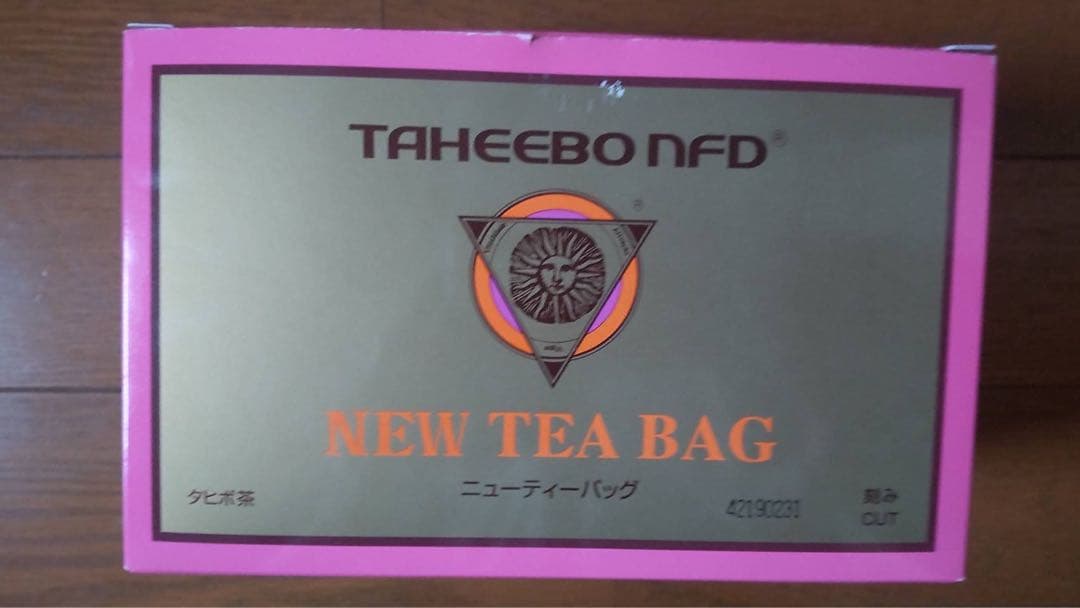 TAHEEBO NFD®
®
NEW TEA BAG
ニューティーバッグ
タヒボ茶
42190231
刻み
CUT